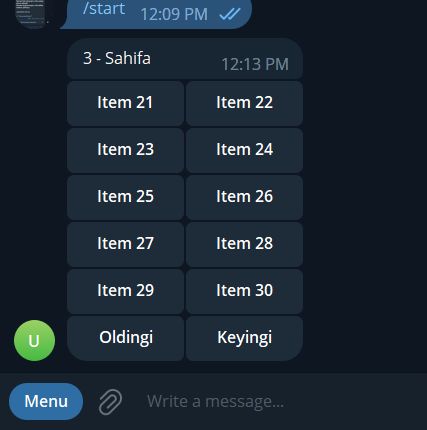 /start 12:09 PM
3 - Sahifa 12:13 PM
Item 21 Item 22
Item 23 Item 24
Item 25 Item 26
Item 27 Item 28
Item 29 Item 30
Oldingi Keyingi
U
Menu Write a message...